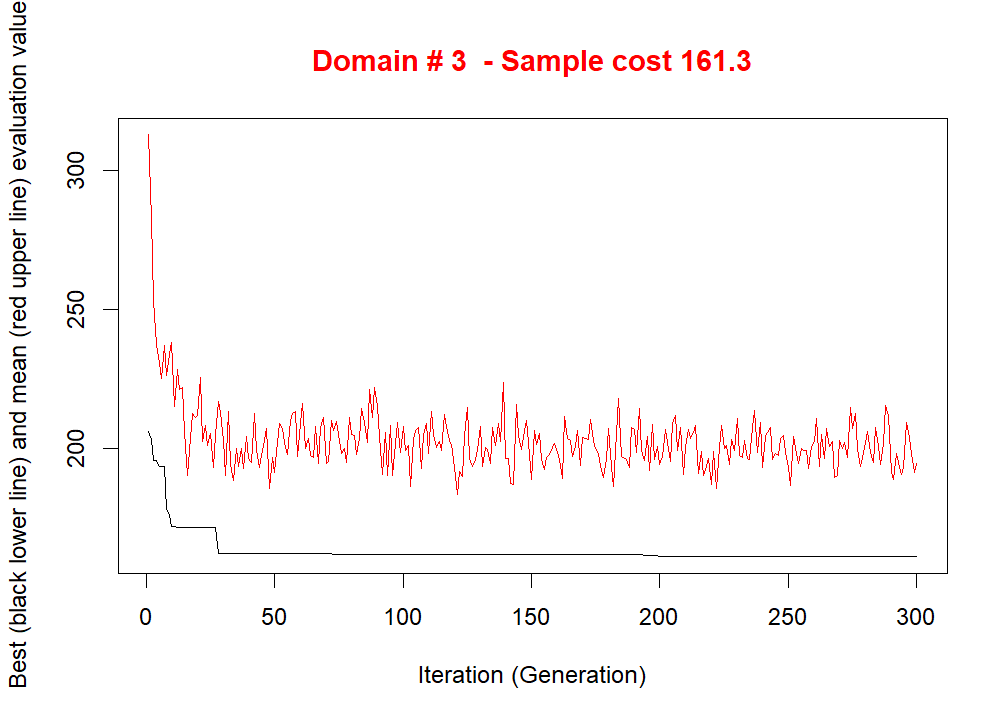 Domain # 3  - Sample cost 161.3
Best (black lower line) and mean (red upper line) evaluation value
300
250
200
0 50 100 150 200 250 300
Iteration (Generation)